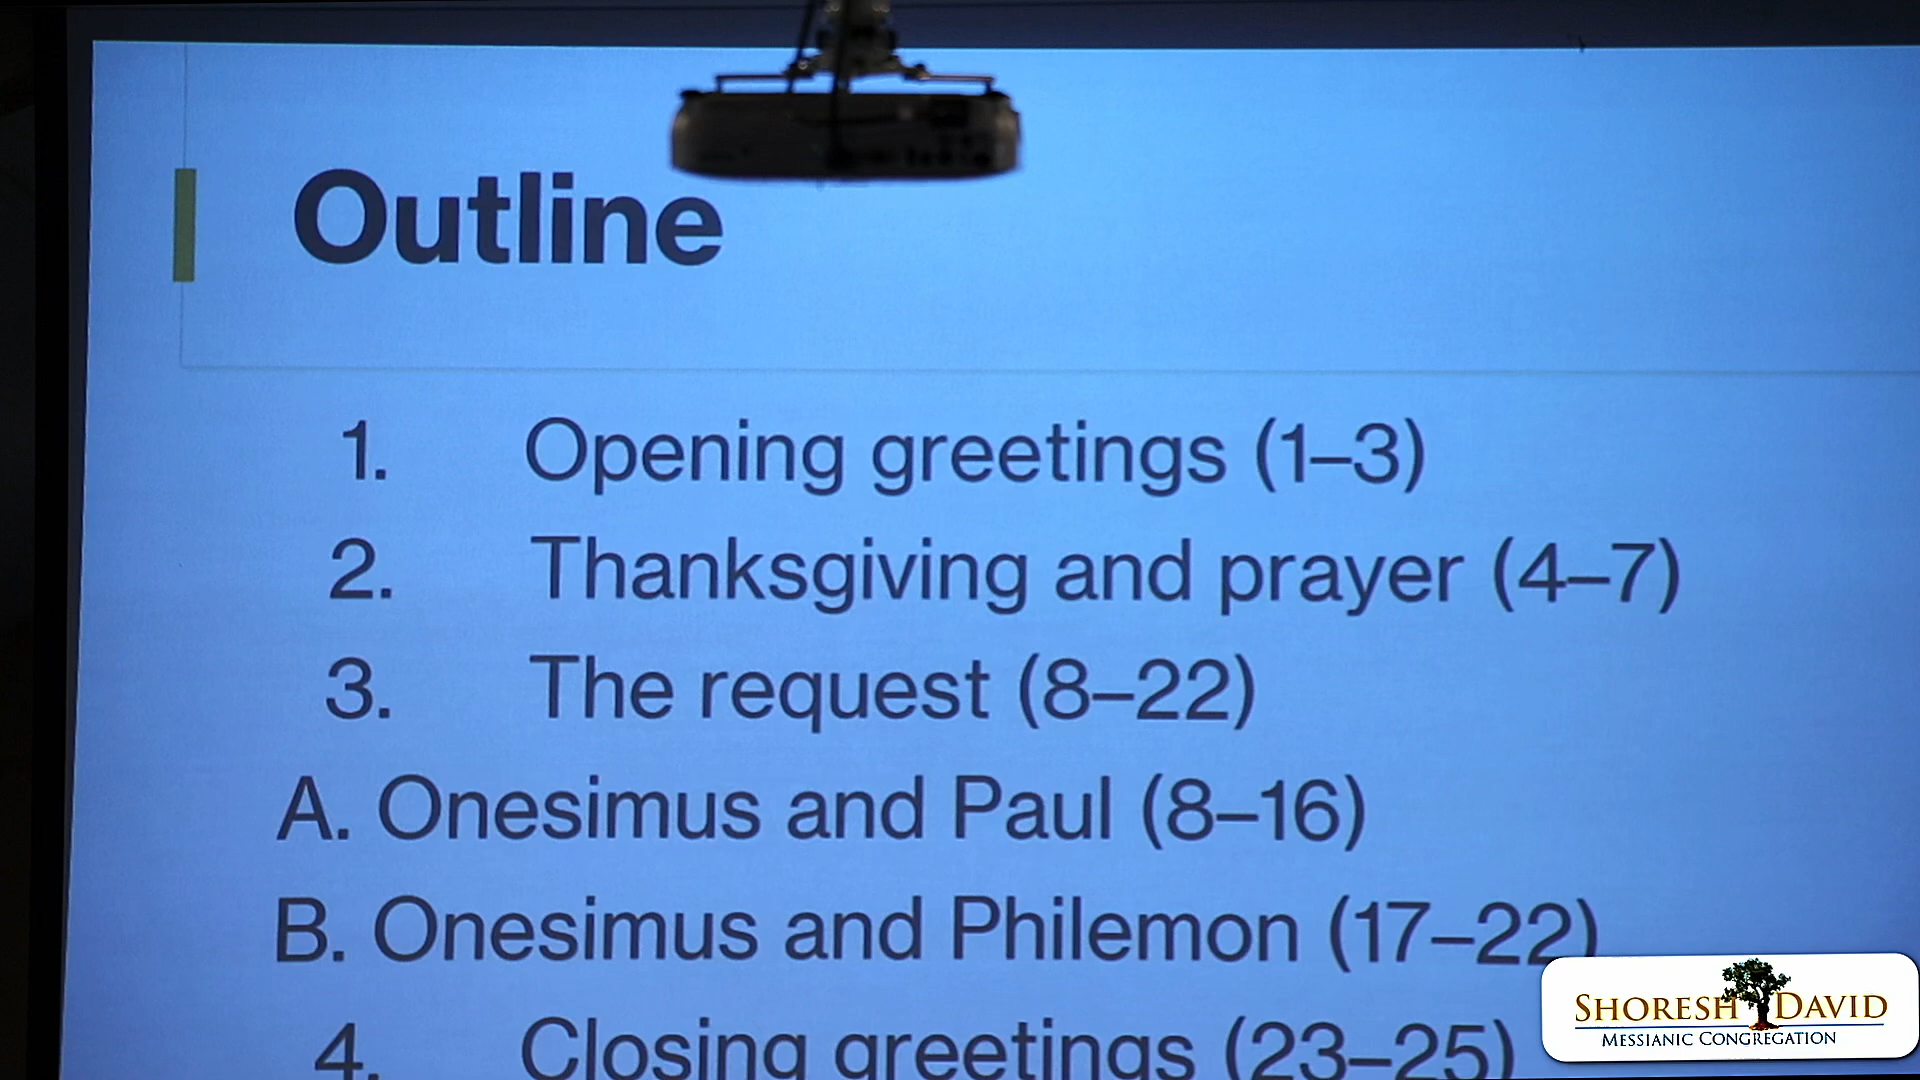 Outline
1. Opening greetings (1–3)
2. Thanksgiving and prayer (4–7)
3. The request (8–22)
A. Onesimus and Paul (8–16)
B. Onesimus and Philemon (17–22)
4. Closing greetings (23–25)
SHORESH DAVID
MESSIANIC CONGREGATION